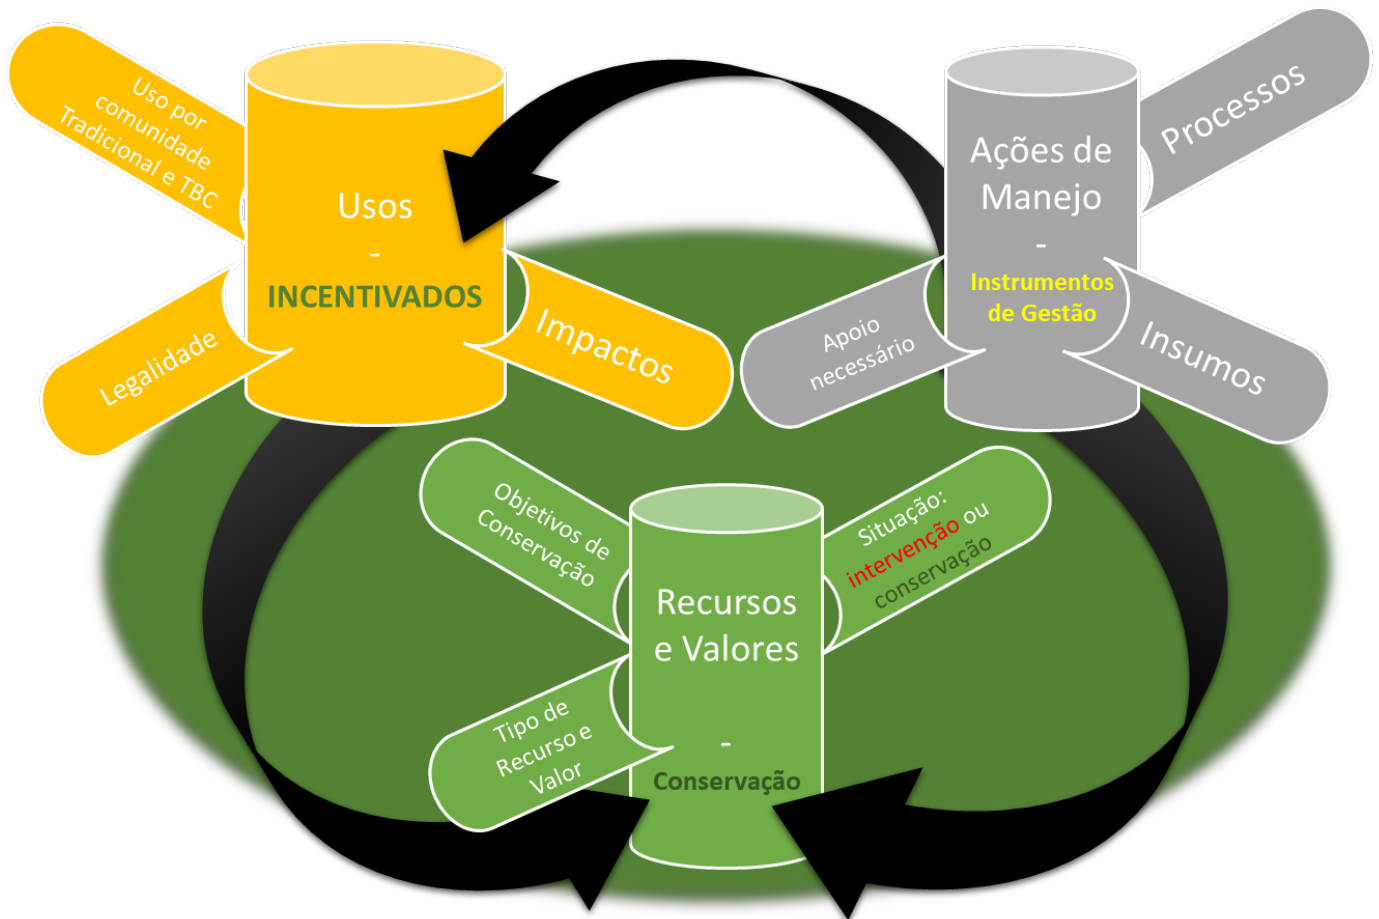 Uso por
comunidade
Tradicional e TBC
Usos
-
INCENTIVADOS
Legalidade
Impactos
Ações de
Manejo
-
Instrumentos
de Gestão
Processos
Apoio
necessário
Insumos
Objetivos de
Conservação
Situação:
intervenção ou
conservação
Recursos
e Valores
-
Conservação
Tipo de
Recurso e
Valor